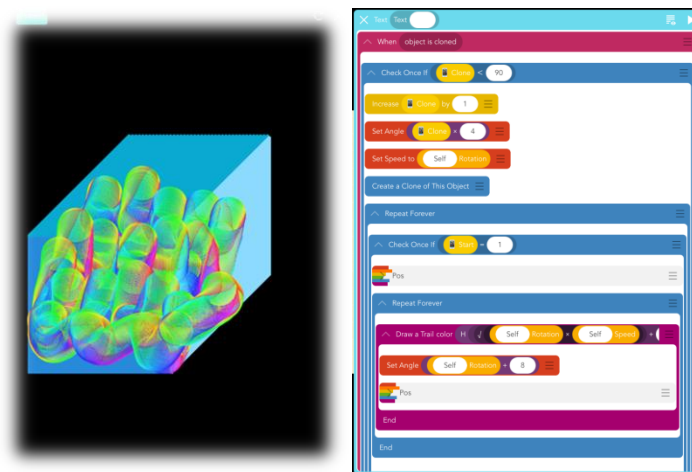 Text Text
When object is cloned
Check Once If Clone < 90
Increase Clone by 1
Set Angle Clone × 4
Set Speed to Self Rotation
Create a Clone of This Object
Repeat Forever
Check Once If Start = 1
Pos
Repeat Forever
Draw a Trail color H √ Self Rotation × Self Speed +
Set Angle Self Rotation + 8
Pos
End
End